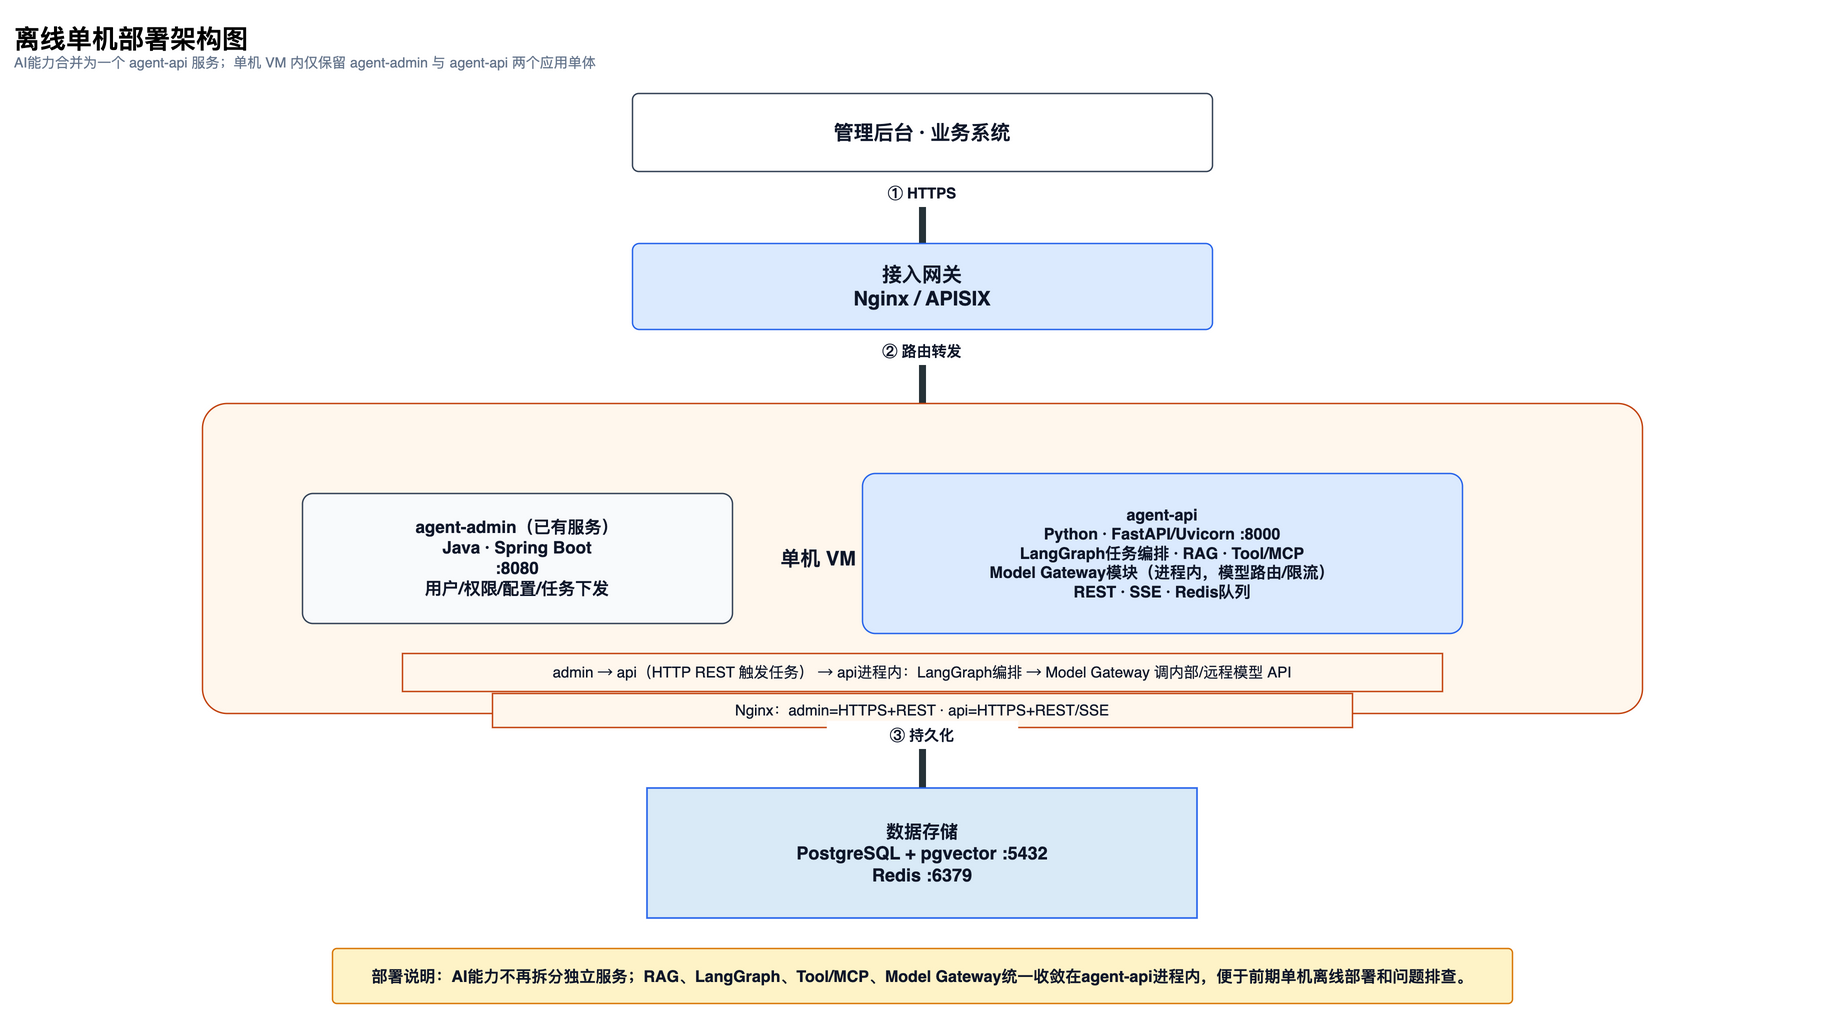 离线单机部署架构图
AI能力合并为一个 agent-api 服务；单机 VM 内仅保留 agent-admin 与 agent-api 两个应用单体
管理后台 · 业务系统
① HTTPS
接入网关
Nginx / APISIX
② 路由转发
agent-admin（已有服务）
Java · Spring Boot
:8080
用户/权限/配置/任务下发
单机 VM
agent-api
Python · FastAPI/Uvicorn :8000
LangGraph任务编排 · RAG · Tool/MCP
Model Gateway模块（进程内，模型路由/限流）
REST · SSE · Redis队列
admin → api（HTTP REST 触发任务） → api进程内：LangGraph编排 → Model Gateway 调内部/远程模型 API
Nginx：admin=HTTPS+REST · api=HTTPS+REST/SSE
③ 持久化
数据存储
PostgreSQL + pgvector :5432
Redis :6379
部署说明：AI能力不再拆分独立服务；RAG、LangGraph、Tool/MCP、Model Gateway统一收敛在agent-api进程内，便于前期单机离线部署和问题排查。